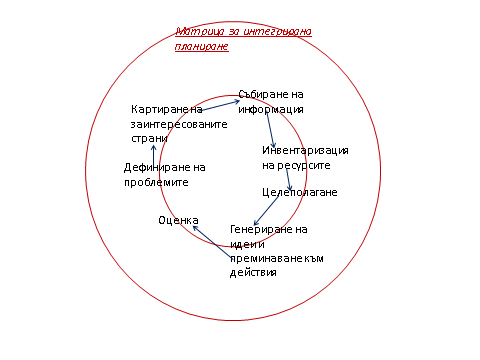 Матрица за интегрирана
планиране
Събиране на
информация
Картиране на
заинтересованите
страни
Инвентаризация
на ресурсите
Дефиниране на
проблемите
Целеполагане
Оценка
Генериране на
идеи и
преминаване към
действия